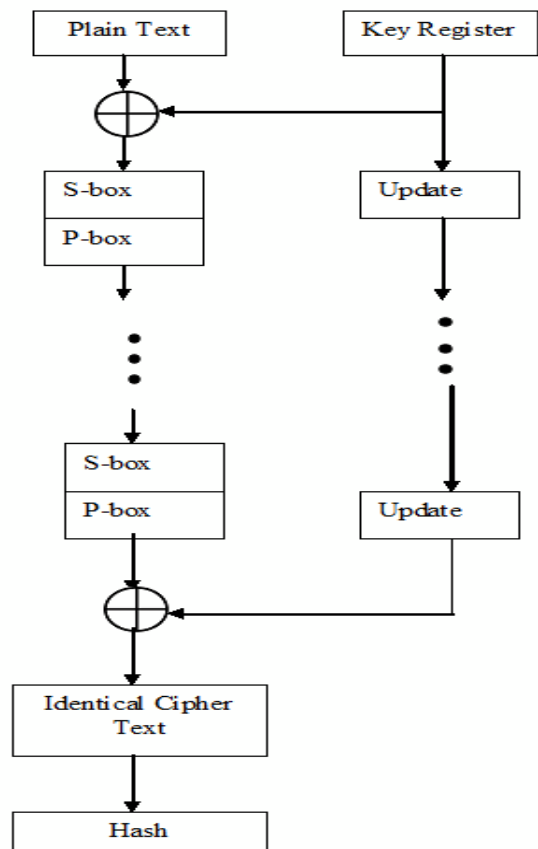 Plain Text
Key Register
S-box
Update
P-box
S-box
P-box
Update
Identical Cipher
Text
Hash